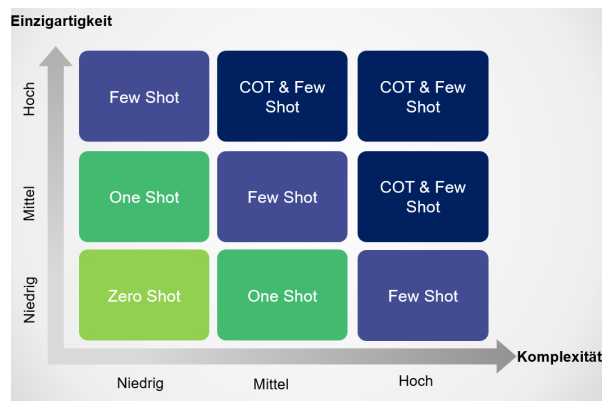 Einzigartigkeit
Hoch
Few Shot
COT & Few
Shot
COT & Few
Shot
Mittel
One Shot
Few Shot
COT & Few
Shot
Niedrig
Zero Shot
One Shot
Few Shot
Komplexität
Niedrig
Mittel
Hoch